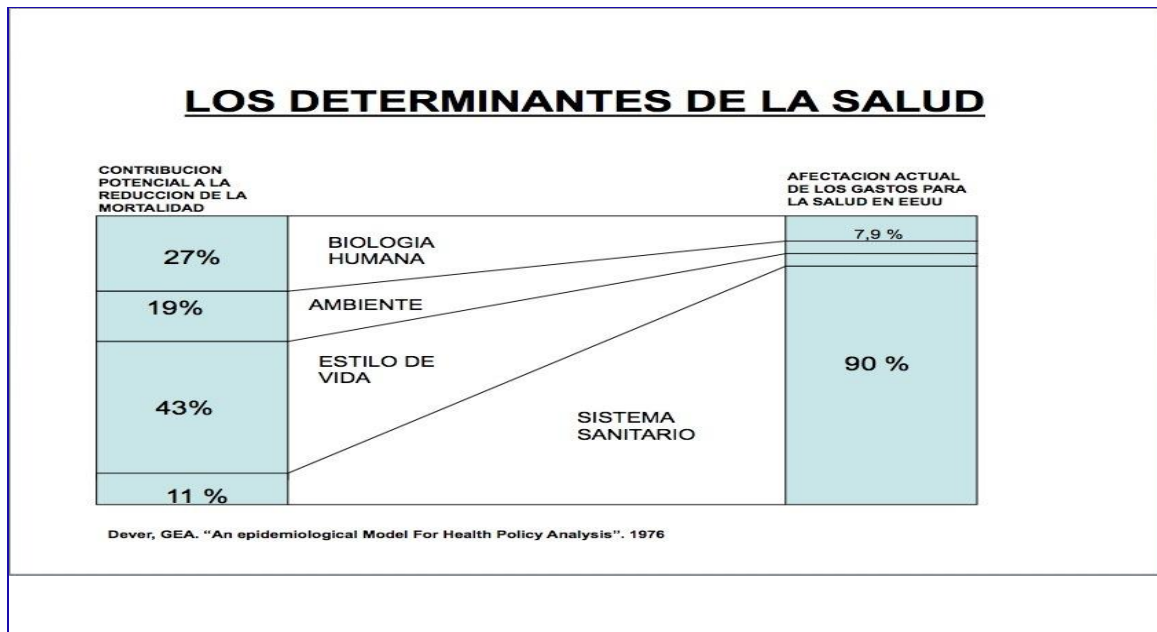 LOS DETERMINANTES DE LA SALUD
CONTRIBUCION
POTENCIAL A LA
REDUCCION DE LA
MORTALIDAD
AFECTACION ACTUAL
DE LOS GASTOS PARA
LA SALUD EN EEUU
27%
BIOLOGIA
HUMANA
7,9 %
19%
AMBIENTE
43%
ESTILO DE
VIDA
90 %
SISTEMA
SANITARIO
11 %
Dever, GEA. “An epidemiological Model For Health Policy Analysis”. 1976